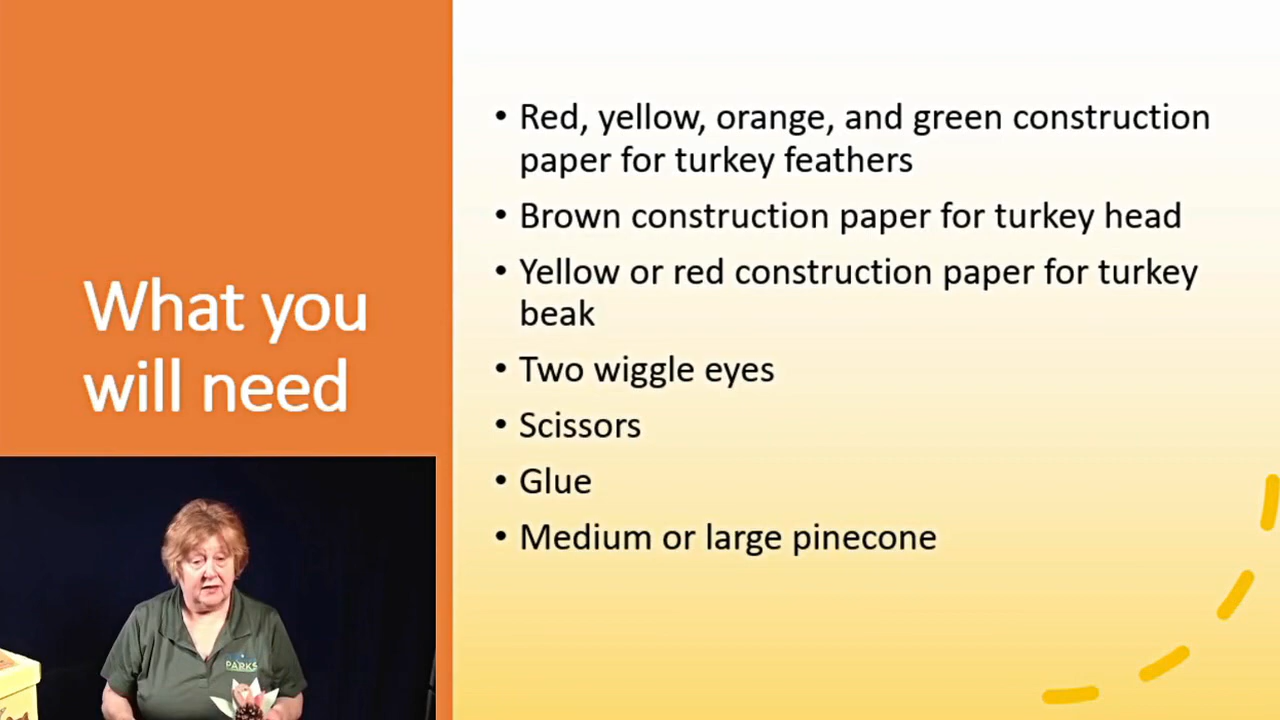 What you
will need
• Red, yellow, orange, and green construction
paper for turkey feathers
• Brown construction paper for turkey head
• Yellow or red construction paper for turkey
beak
• Two wiggle eyes
• Scissors
• Glue
• Medium or large pinecone
PARKS